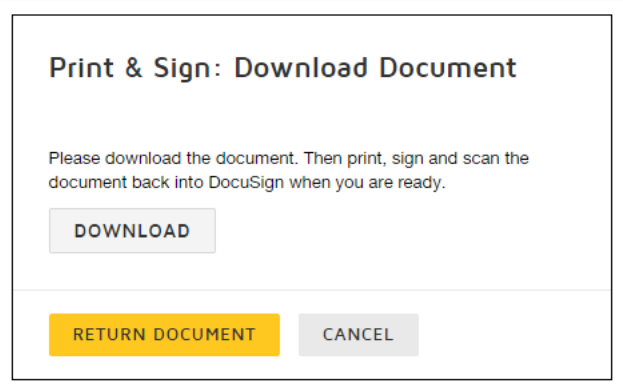 Print & Sign: Download Document
Please download the document. Then print, sign and scan the
document back into DocuSign when you are ready.
DOWNLOAD
RETURN DOCUMENT
CANCEL